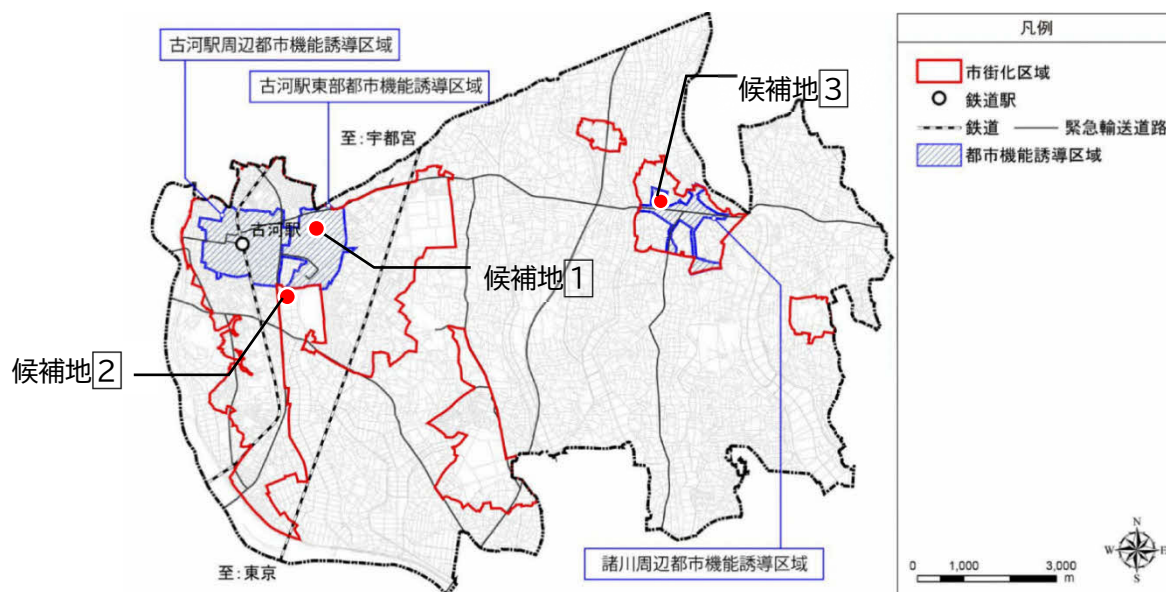 古河駅周辺都市機能誘導区域
古河駅東部都市機能誘導区域
至:宇都宮
候補地3
古河駅
候補地1
候補地2
至:東京
諸川周辺都市機能誘導区域
凡例
市街化区域
鉄道駅
鉄道
緊急輸送道路
都市機能誘導区域
N
W
E
S
0 1,000 3,000
m